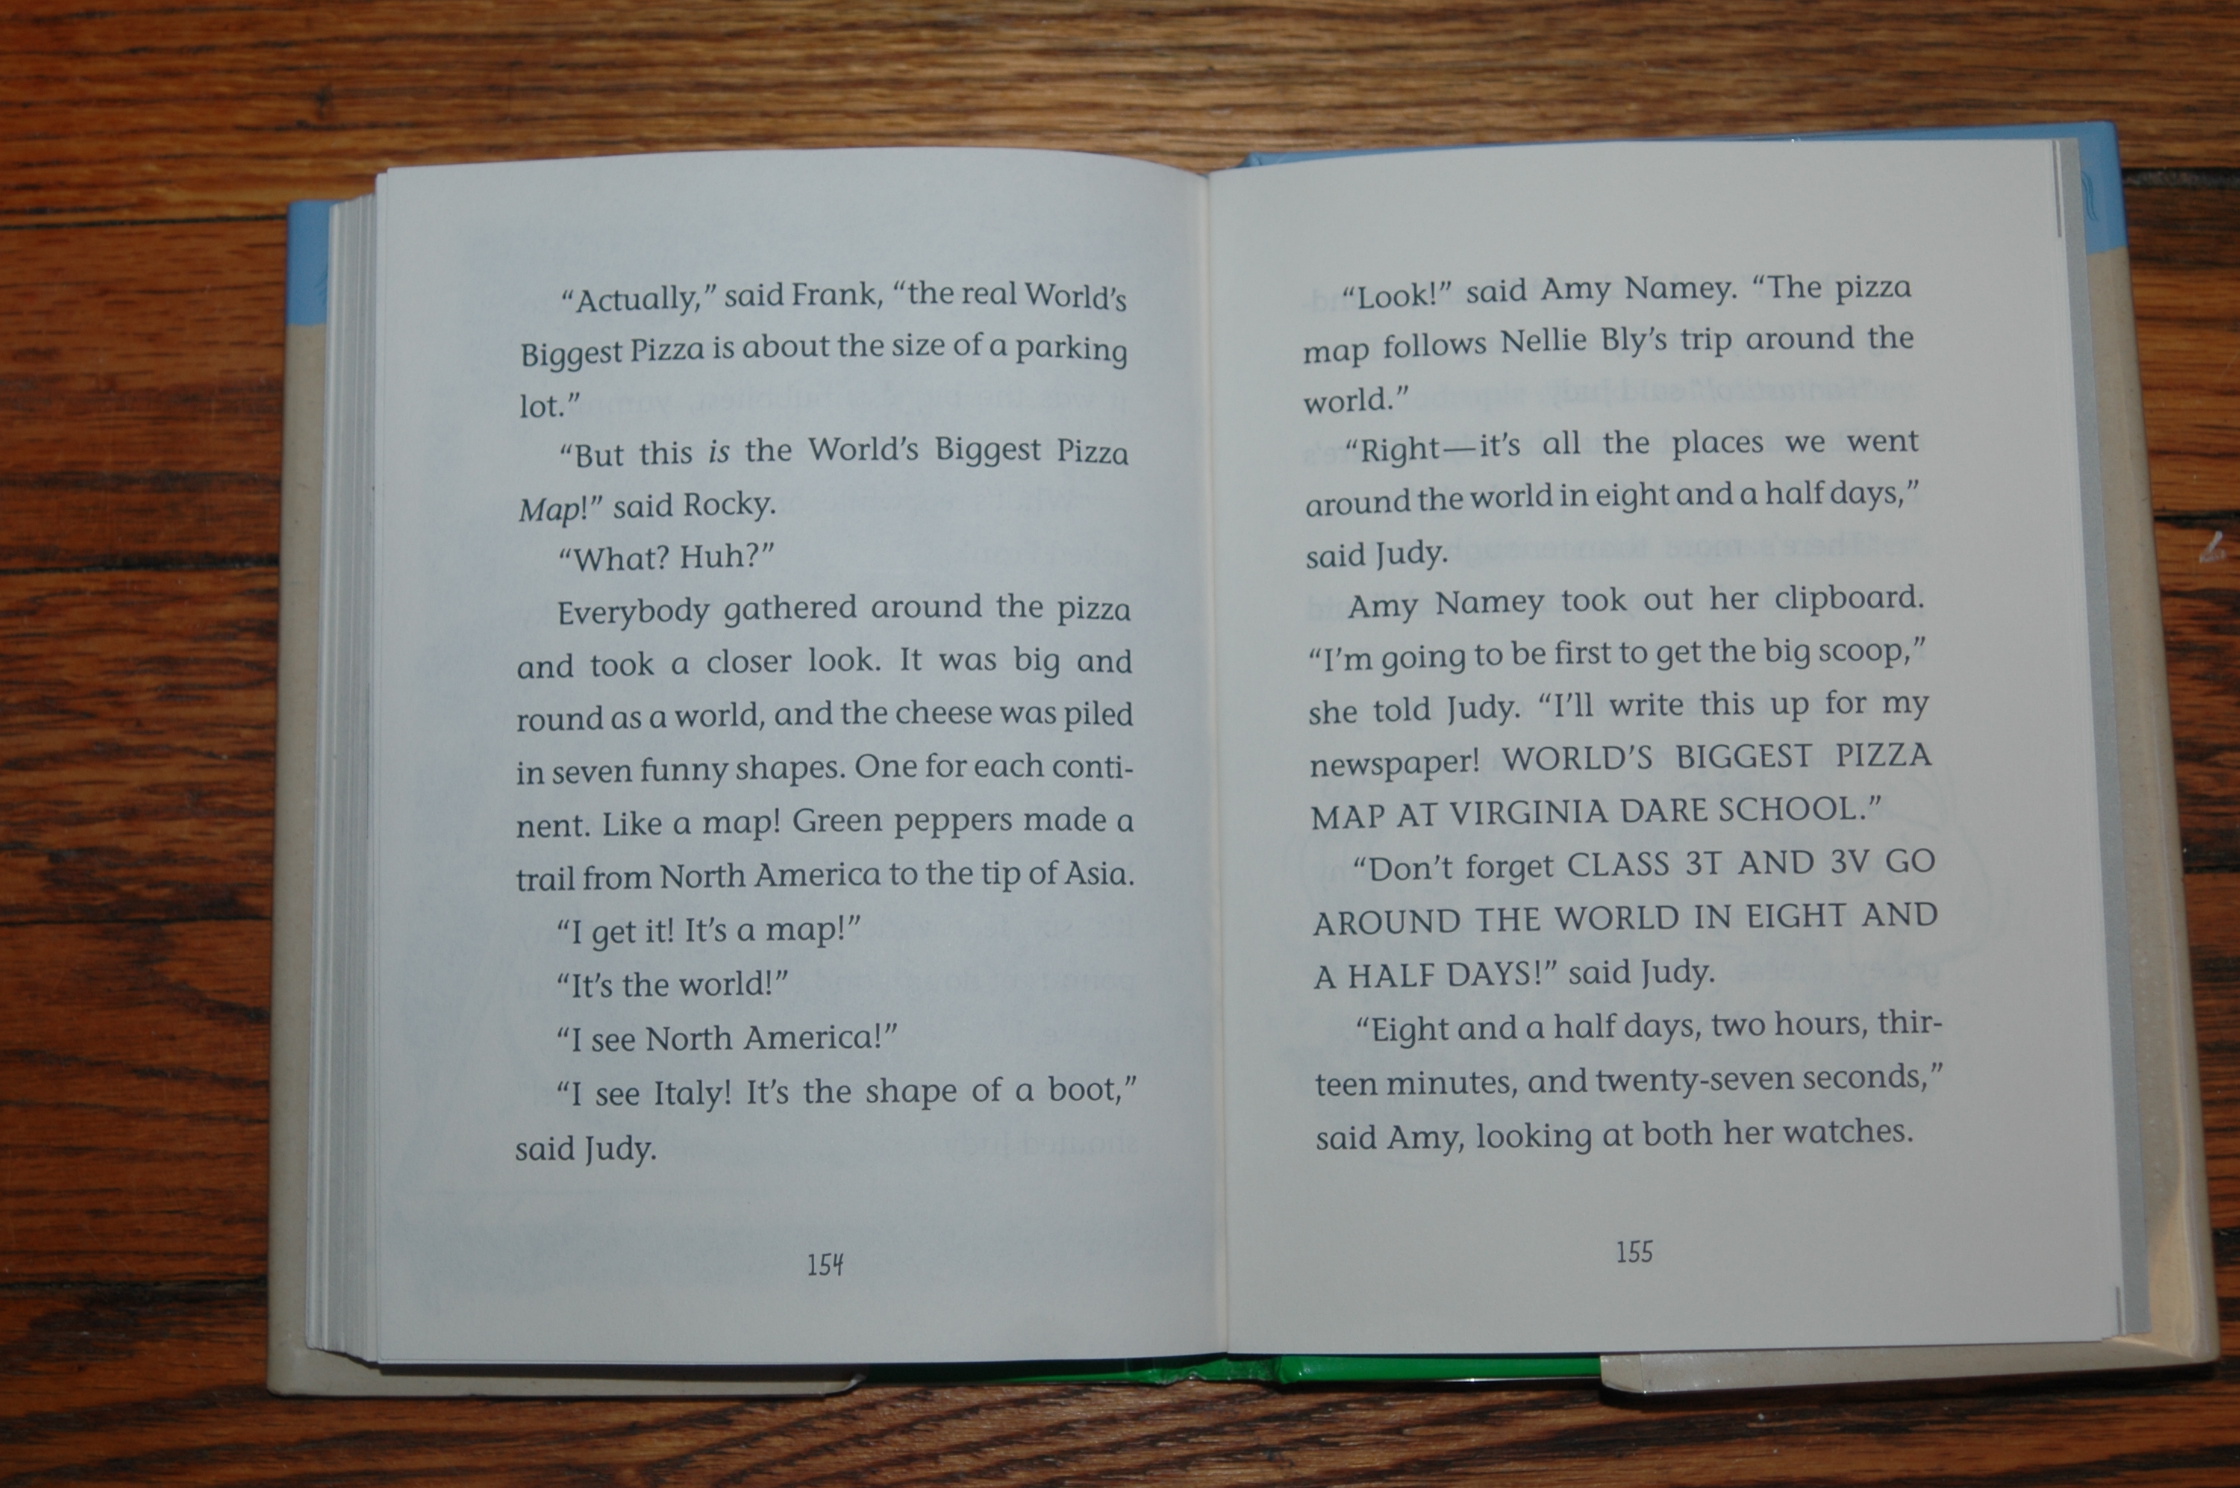 “Actually,” said Frank, “the real World’s
Biggest Pizza is about the size of a parking
lot.”
“But this is the World’s Biggest Pizza
Map!” said Rocky.
“What? Huh?”
Everybody gathered around the pizza
and took a closer look. It was big and
round as a world, and the cheese was piled
in seven funny shapes. One for each conti-
nent. Like a map! Green peppers made a
trail from North America to the tip of Asia.
“I get it! It’s a map!”
“It’s the world!”
“I see North America!”
“I see Italy! It’s the shape of a boot,”
said Judy.
154
“Look!” said Amy Namey. “The pizza
map follows Nellie Bly’s trip around the
world.”
“Right—it’s all the places we went
around the world in eight and a half days,”
said Judy.
Amy Namey took out her clipboard.
“I’m going to be first to get the big scoop,”
she told Judy. “I’ll write this up for my
newspaper! WORLD’S BIGGEST PIZZA
MAP AT VIRGINIA DARE SCHOOL.”
“Don’t forget CLASS 3T AND 3V GO
AROUND THE WORLD IN EIGHT AND
A HALF DAYS!” said Judy.
“Eight and a half days, two hours, thir-
teen minutes, and twenty-seven seconds,”
said Amy, looking at both her watches.
155